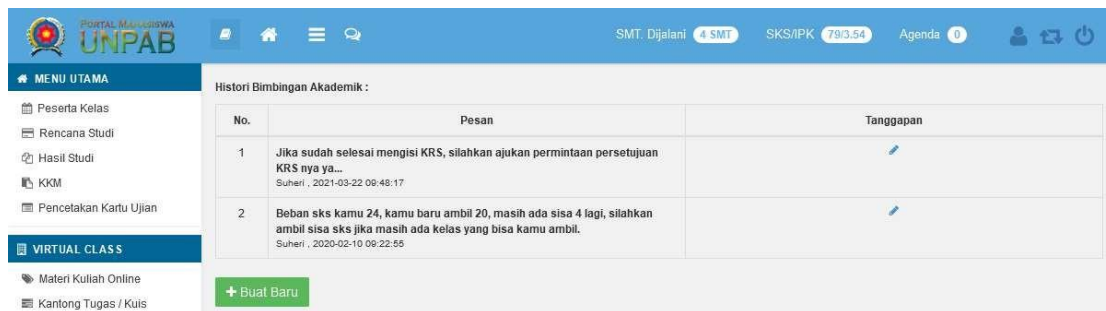 PORTAL MAHASISWA
UNPAB
SMT. Dijalani 4 SMT SKS/IPK 79/3.54 Agenda 0
MENU UTAMA
Peserta Kelas
Rencana Studi
Hasil Studi
KKM
Pencetakan Kartu Ujian
VIRTUAL CLASS
Materi Kuliah Online
Kantong Tugas / Kuis
Histori Bimbingan Akademik :
No. Pesan Tanggapan
1 Jika sudah selesai mengisi KRS, silahkan ajukan permintaan persetujuan
KRS nya ya...
Suheri , 2021-03-22 09:48:17
2 Beban sks kamu 24, kamu baru ambil 20, masih ada sisa 4 lagi, silahkan
ambil sisa sks jika masih ada kelas yang bisa kamu ambil.
Suheri , 2020-02-10 09:22:55
+ Buat Baru